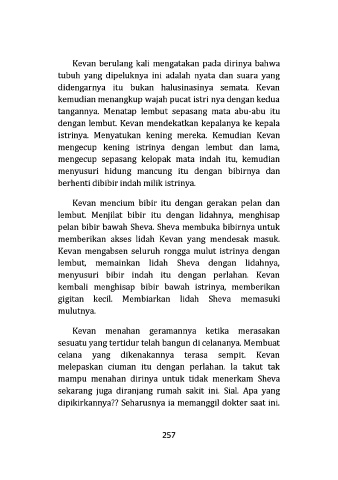 Kevan berulang kali mengatakan pada dirinya bahwa
tubuh yang dipeluknya ini adalah nyata dan suara yang
didengarnya itu bukan halusinasinya semata. Kevan
kemudian menangkup wajah pucat istri nya dengan kedua
tangannya. Menatap lembut sepasang mata abu-abu itu
dengan lembut. Kevan mendekatkan kepalanya ke kepala
istrinya. Menyatukan kening mereka. Kemudian Kevan
mengecup kening istrinya dengan lembut dan lama,
mengecup sepasang kelopak mata indah itu, kemudian
menyusuri hidung mancung itu dengan bibirnya dan
berhenti dibibir indah milik istrinya.
Kevan mencium bibir itu dengan gerakan pelan dan
lembut. Menjilat bibir itu dengan lidahnya, menghisap
pelan bibir bawah Sheva. Sheva membuka bibirnya untuk
memberikan akses lidah Kevan yang mendesak masuk.
Kevan mengabsen seluruh rongga mulut istrinya dengan
lembut, memainkan lidah Sheva dengan lidahnya,
menyusuri bibir indah itu dengan perlahan. Kevan
kembali menghisap bibir bawah istrinya, memberikan
gigitan kecil. Membiarkan lidah Sheva memasuki
mulutnya.
Kevan menahan geramannya ketika merasakan
sesuatu yang tertidur telah bangun di celananya. Membuat
celana yang dikenakannya terasa sempit. Kevan
melepaskan ciuman itu dengan perlahan. Ia takut tak
mampu menahan dirinya untuk tidak menerkam Sheva
sekarang juga diranjang rumah sakit ini. Sial. Apa yang
dipikirkannya?? Seharusnya ia memanggil dokter saat ini.
257